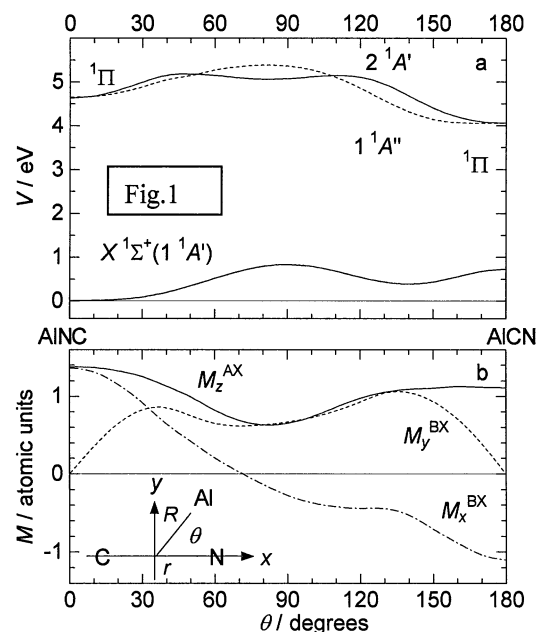 0 30 60 90 120 150 180
a
2 ¹A'
¹Π
5
4
1 ¹A''
¹Π
3
V / eV
Fig.1
2
X ¹Σ⁺(1 ¹A')
1
0
AlNC AlCN
b
M_z^AX
1
M_y^BX
0
M / atomic units
y
R Al
θ
M_x^BX
C N x
r
-1
0 30 60 90 120 150 180
θ / degrees